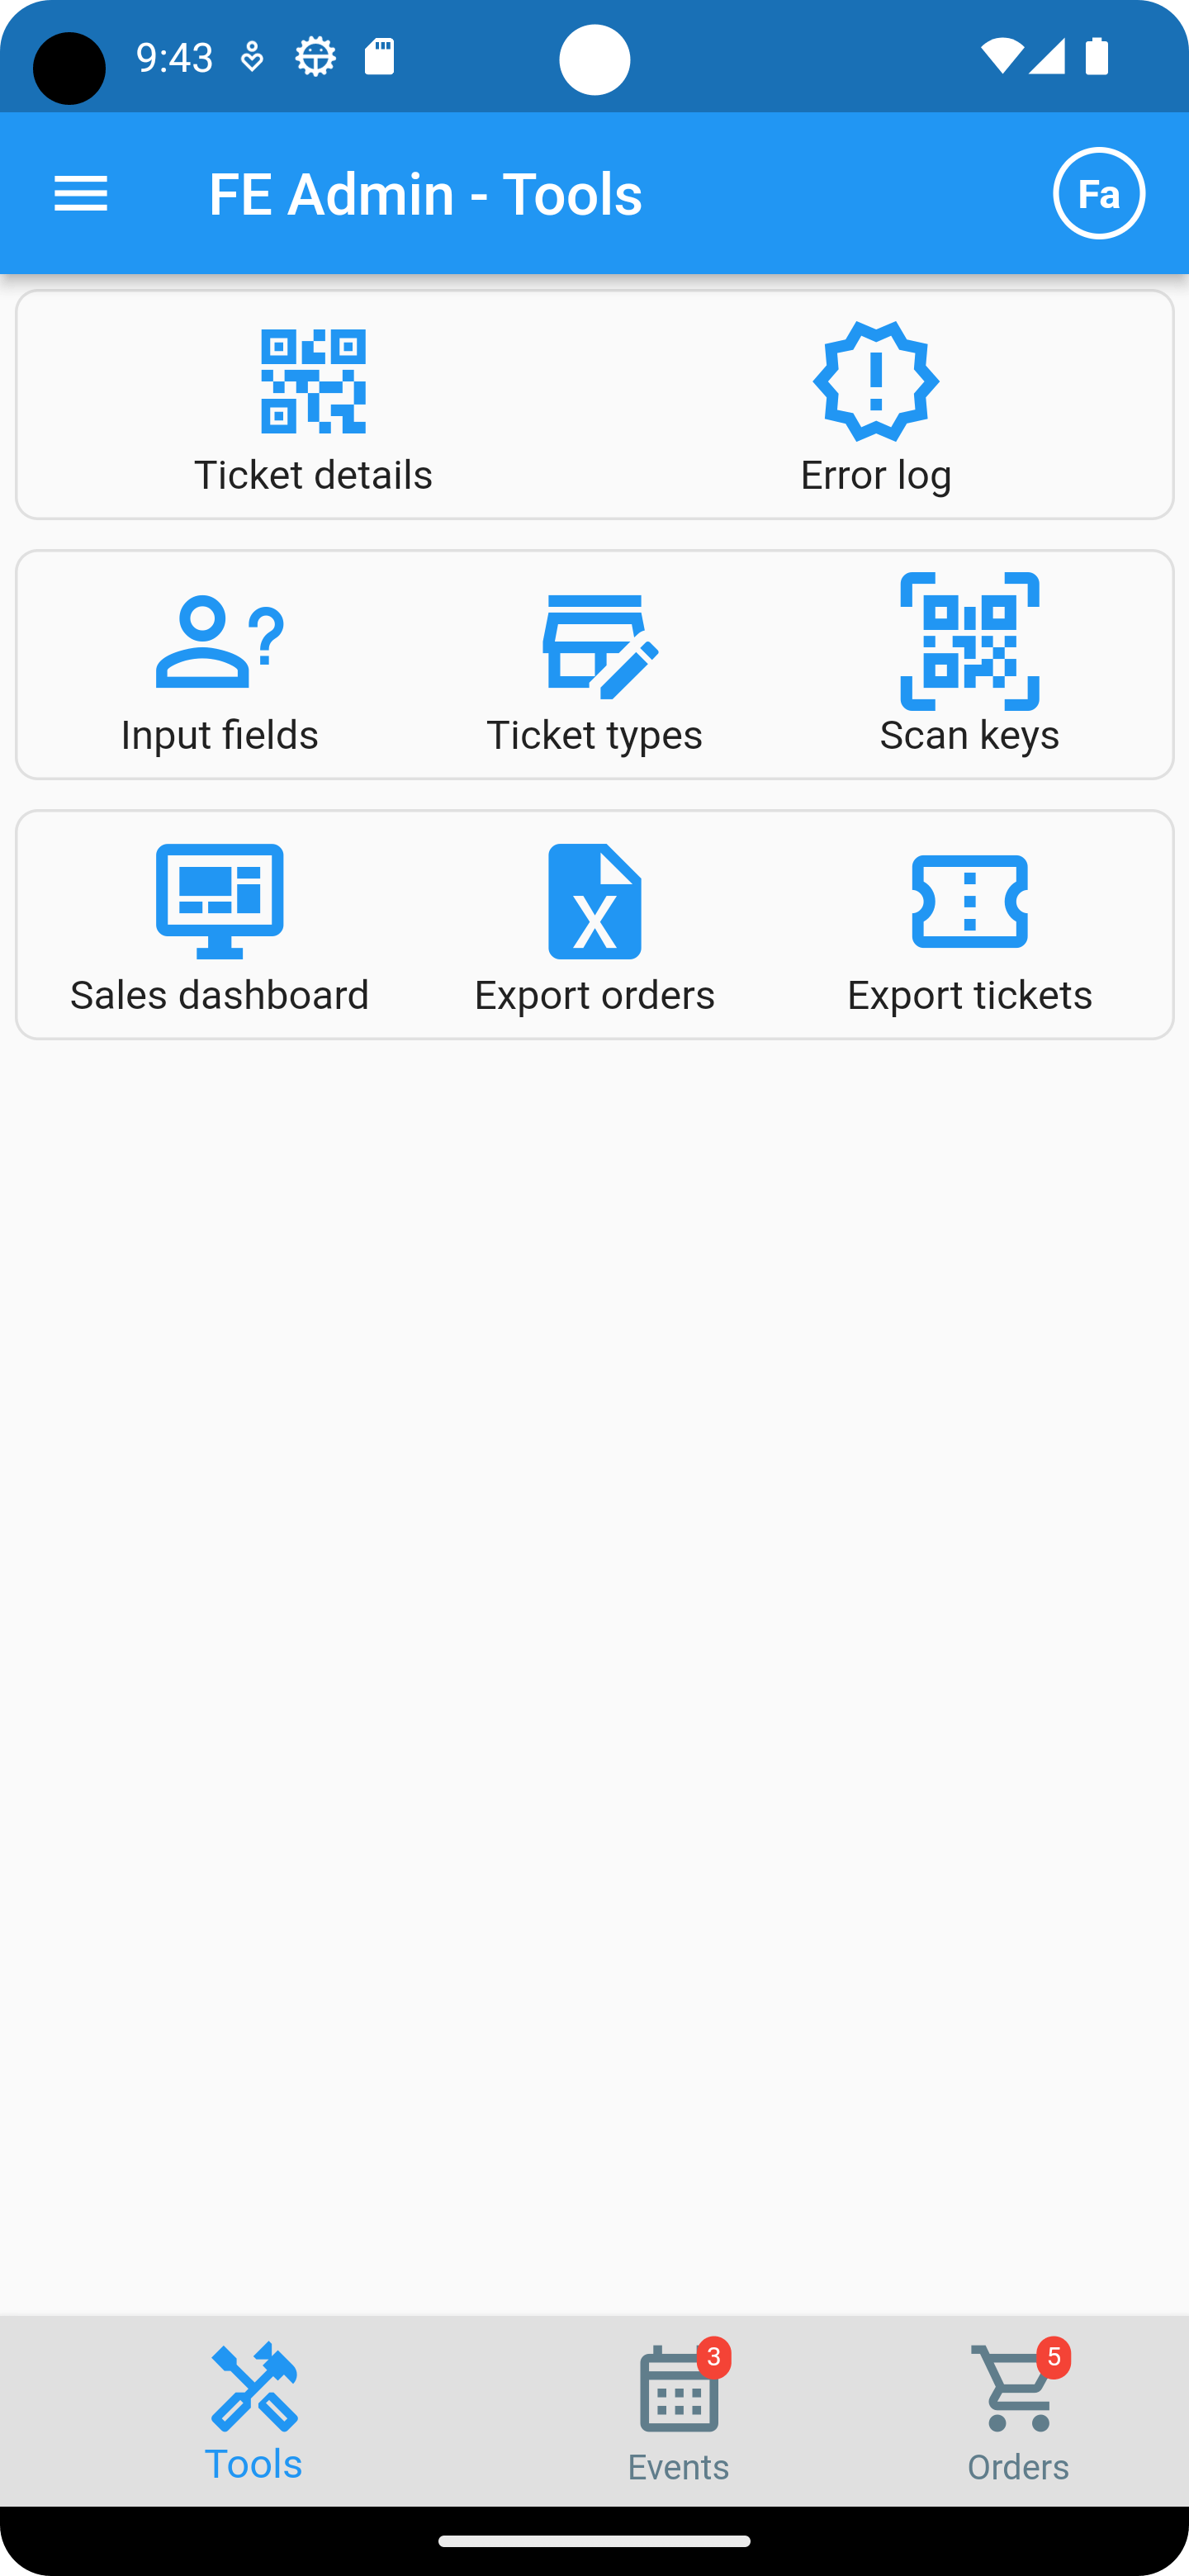 9:43
FE Admin - Tools
Fa
Ticket details
Error log
Input fields
Ticket types
Scan keys
Sales dashboard
Export orders
Export tickets
3
5
Tools
Events
Orders